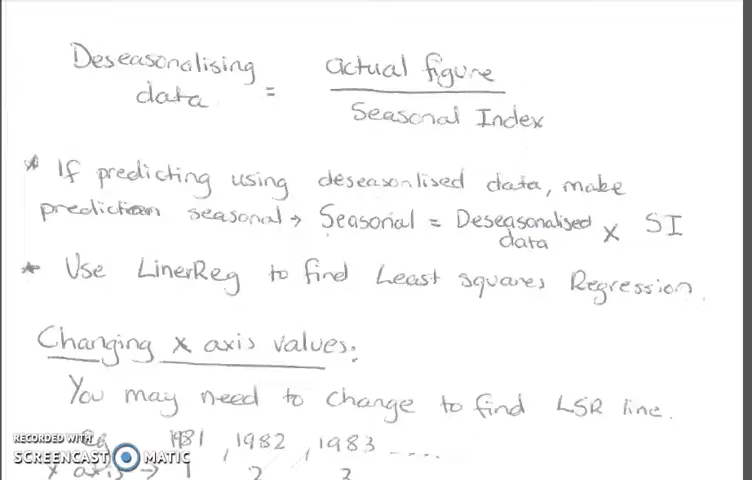 Deseasonalising data = actual figure / Seasonal Index
* If predicting using deseasonlised data, make
prediction seasonal → Seasonal = Deseasonalised data × SI
* Use LinerReg to find Least squares Regression.
Changing x axis values:
You may need to change to find LSR line.
eg 1981, 1982, 1983 ....
x axis → 1 2 3
RECORDED WITH
SCREENCAST MATIC